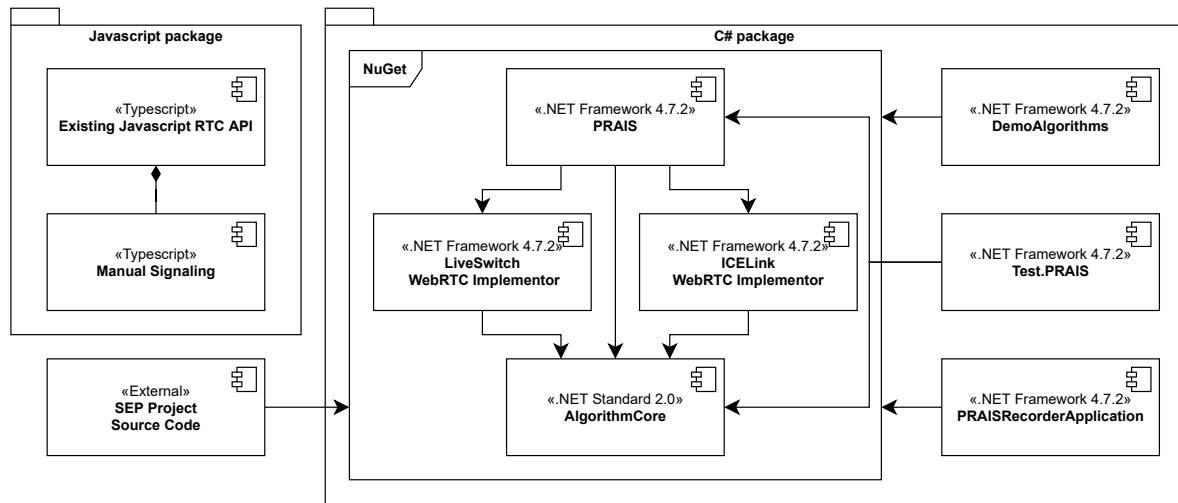 Javascript package
«Typescript»
Existing Javascript RTC API
«Typescript»
Manual Signaling
«External»
SEP Project
Source Code
C# package
NuGet
«.NET Framework 4.7.2»
PRAIS
«.NET Framework 4.7.2»
LiveSwitch
WebRTC Implementor
«.NET Framework 4.7.2»
ICELink
WebRTC Implementor
«.NET Standard 2.0»
AlgorithmCore
«.NET Framework 4.7.2»
DemoAlgorithms
«.NET Framework 4.7.2»
Test.PRAIS
«.NET Framework 4.7.2»
PRAISRecorderApplication